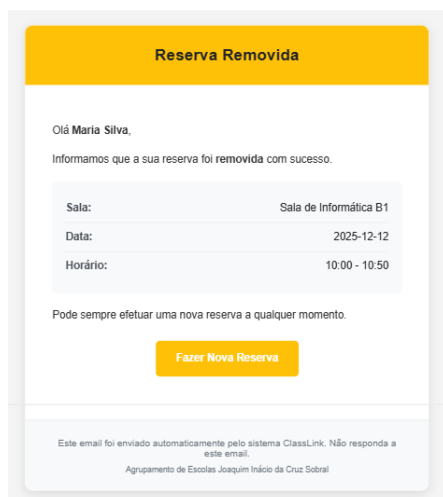 Reserva Removida
Olá Maria Silva,
Informamos que a sua reserva foi removida com sucesso.
Sala: Sala de Informática B1
Data: 2025-12-12
Horário: 10:00 - 10:50
Pode sempre efetuar uma nova reserva a qualquer momento.
Fazer Nova Reserva
Este email foi enviado automaticamente pelo sistema ClassLink. Não responda a
este email.
Agrupamento de Escolas Joaquim Inácio da Cruz Sobral